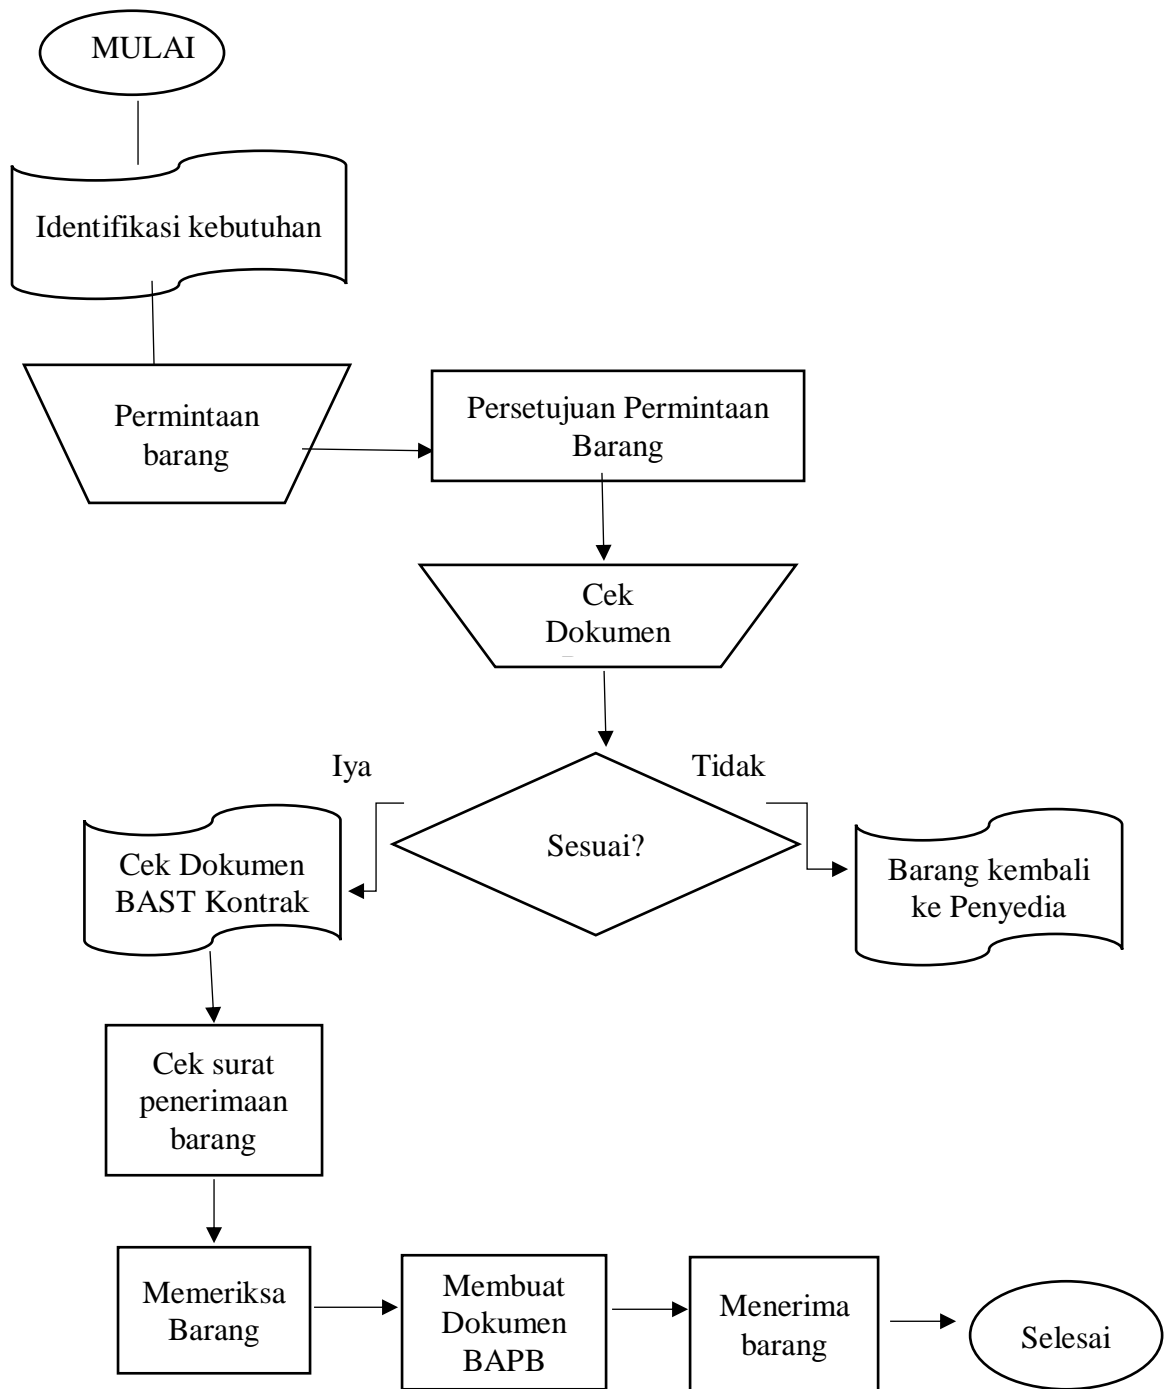 MULAI
Identifikasi kebutuhan
Permintaan
barang
Persetujuan Permintaan
Barang
Cek
Dokumen
Iya
Tidak
Sesuai?
Cek Dokumen
BAST Kontrak
Barang kembali
ke Penyedia
Cek surat
penerimaan
barang
Memeriksa
Barang
Membuat
Dokumen
BAPB
Menerima
barang
Selesai